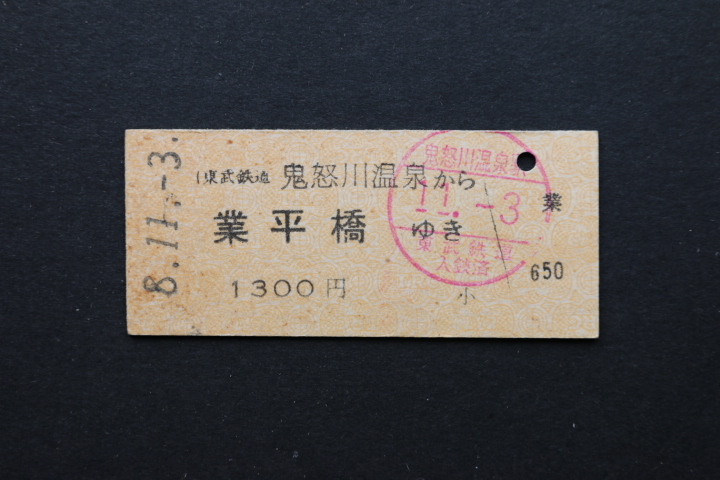 8.11.-3.
東武鉄道 鬼怒川温泉から
業平橋 ゆき
業
1300円
小
650
鬼怒川温泉駅
11.-3
東武鉄道
入鋏済